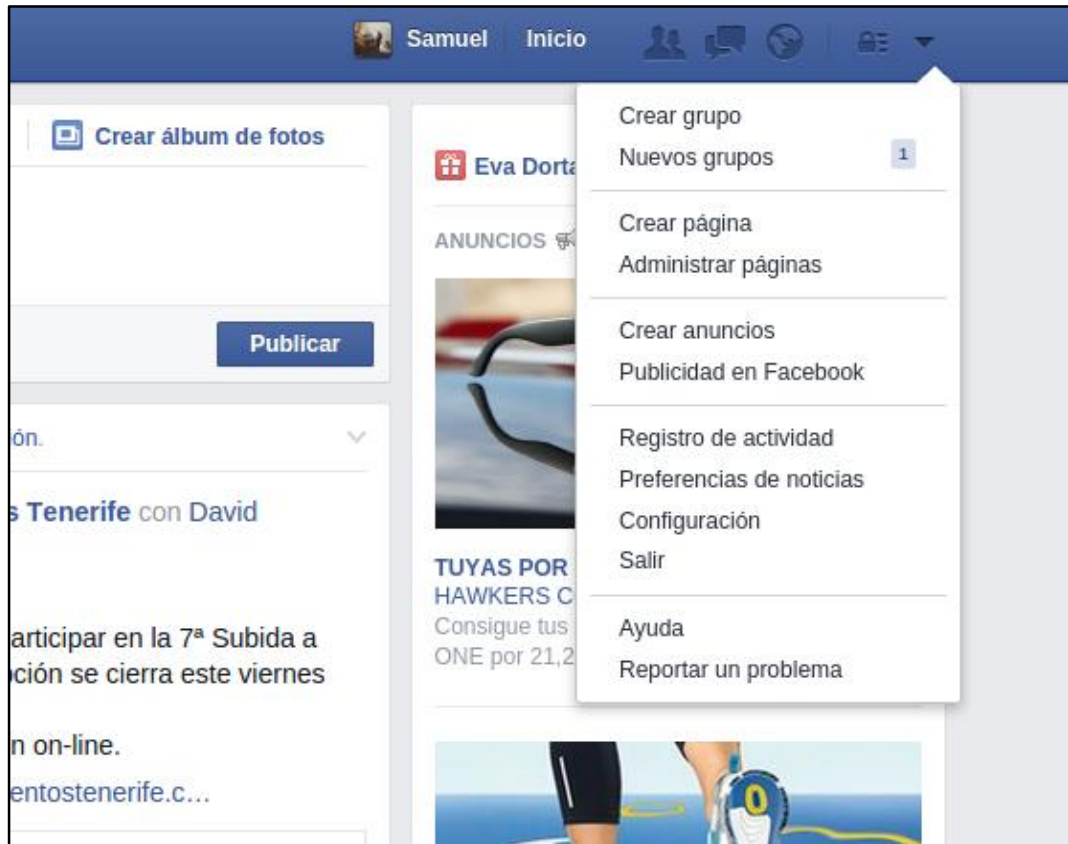 Samuel Inicio
Crear álbum de fotos
Publicar
ón.
s Tenerife con David
articipar en la 7ª Subida a
ción se cierra este viernes
n on-line.
entostenerife.c...
Eva Dorta
ANUNCIOS
TUYAS POR
HAWKERS C
Consigue tus
ONE por 21,2
Crear grupo
Nuevos grupos 1
Crear página
Administrar páginas
Crear anuncios
Publicidad en Facebook
Registro de actividad
Preferencias de noticias
Configuración
Salir
Ayuda
Reportar un problema
0